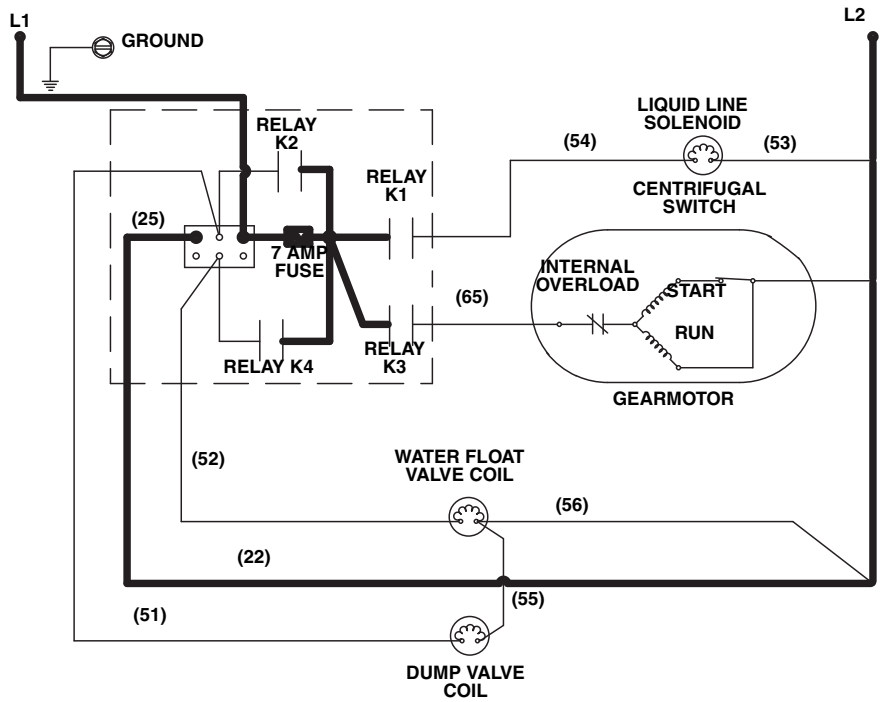 L1
L2
GROUND
RELAY
K2
LIQUID LINE
SOLENOID
(54)
(53)
RELAY
K1
CENTRIFUGAL
SWITCH
(25)
7 AMP
FUSE
INTERNAL
OVERLOAD
(65)
START
RUN
RELAY K4
RELAY
K3
GEARMOTOR
(52)
WATER FLOAT
VALVE COIL
(56)
(22)
(55)
(51)
DUMP VALVE
COIL